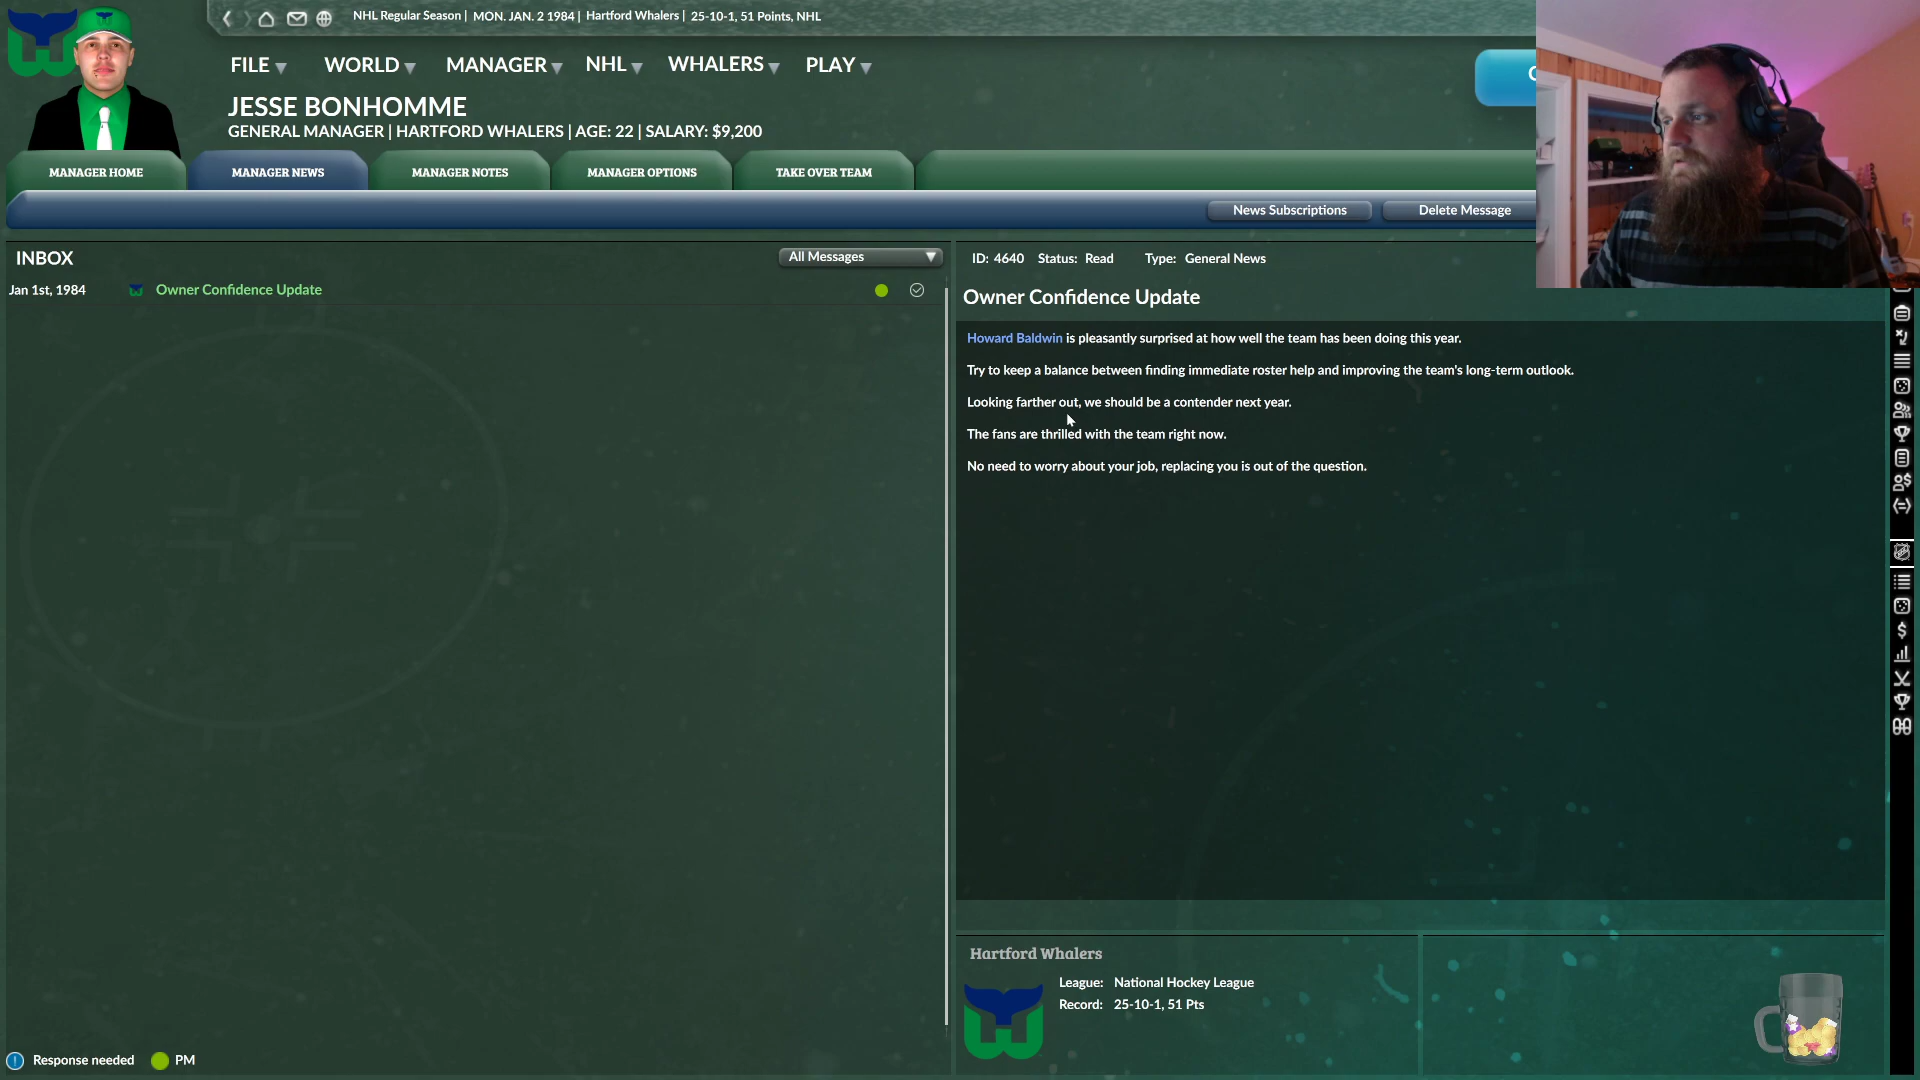 NHL Regular Season | MON. JAN. 2 1984 | Hartford Whalers | 25-10-1, 51 Points, NHL
FILE WORLD MANAGER NHL WHALERS PLAY
JESSE BONHOMME
GENERAL MANAGER | HARTFORD WHALERS | AGE: 22 | SALARY: $9,200
MANAGER HOME MANAGER NEWS MANAGER NOTES MANAGER OPTIONS TAKE OVER TEAM
News Subscriptions Delete Message
INBOX All Messages
Jan 1st, 1984 Owner Confidence Update
ID: 4640 Status: Read Type: General News
Owner Confidence Update
Howard Baldwin is pleasantly surprised at how well the team has been doing this year.
Try to keep a balance between finding immediate roster help and improving the team's long-term outlook.
Looking farther out, we should be a contender next year.
The fans are thrilled with the team right now.
No need to worry about your job, replacing you is out of the question.
Hartford Whalers
League: National Hockey League
Record: 25-10-1, 51 Pts
Response needed PM